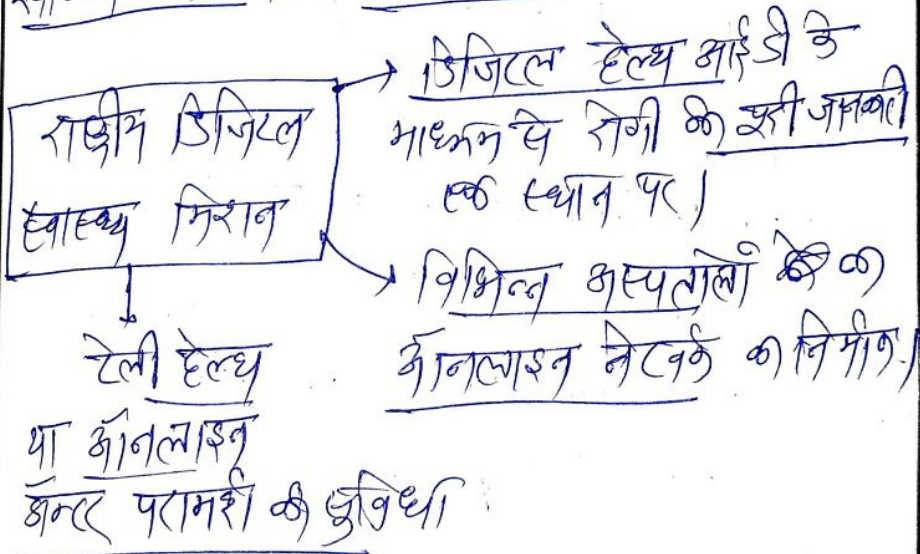 राष्ट्रीय डिजिटल
स्वास्थ्य मिशन
डिजिटल हेल्थ आईडी के
माध्यम से रोगी की पूरी जानकारी
एक स्थान पर।
विभिन्न अस्पतालों का
ऑनलाइन नेटवर्क का निर्माण।
टेली हेल्थ
या ऑनलाइन
डॉक्टर परामर्श की सुविधा